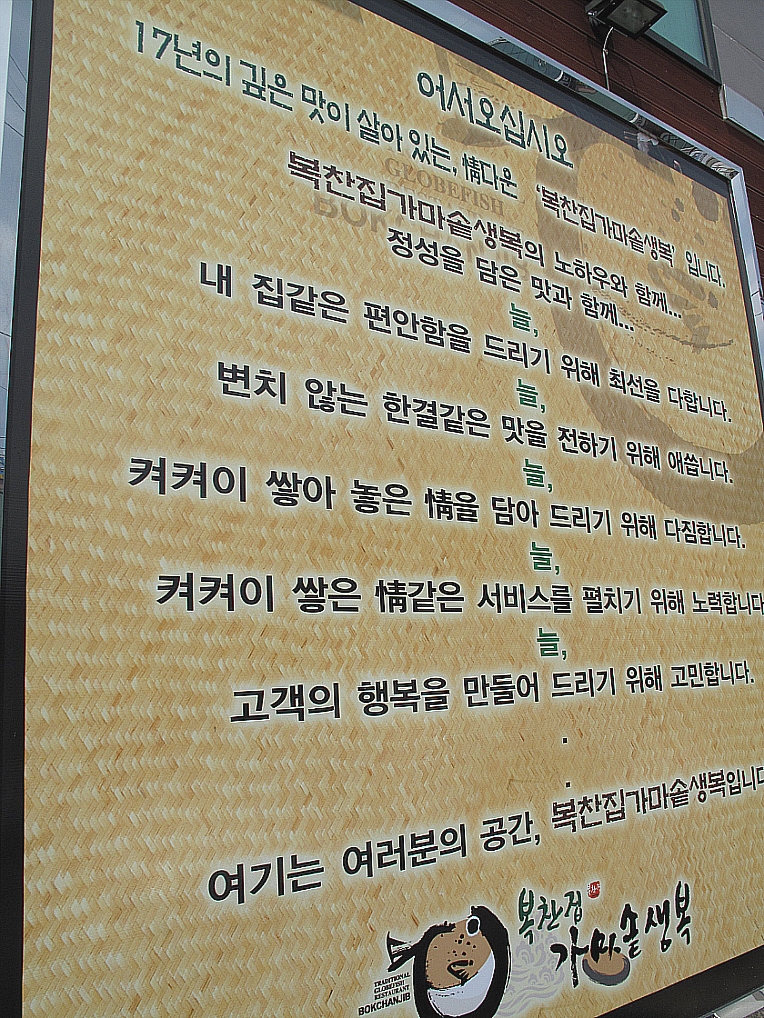 어서오십시오
17년의 깊은 맛이 살아 있는, 情다운 '복찬집가마솥생복' 입니다.
GLOBEFISH
복찬집가마솥생복의 노하우와 함께...
정성을 담은 맛과 함께...
늘,
내 집같은 편안함을 드리기 위해 최선을 다합니다.
늘,
변치 않는 한결같은 맛을 전하기 위해 애씁니다.
늘,
켜켜이 쌓아 놓은 情을 담아 드리기 위해 다짐합니다.
늘,
켜켜이 쌓은 情같은 서비스를 펼치기 위해 노력합니다
늘,
고객의 행복을 만들어 드리기 위해 고민합니다.
.
.
여기는 여러분의 공간, 복찬집가마솥생복입니다
복찬집
가마솥생복
TRADITIONAL
GLOBEFISH
RESTAURANT
BOKCHANJIB